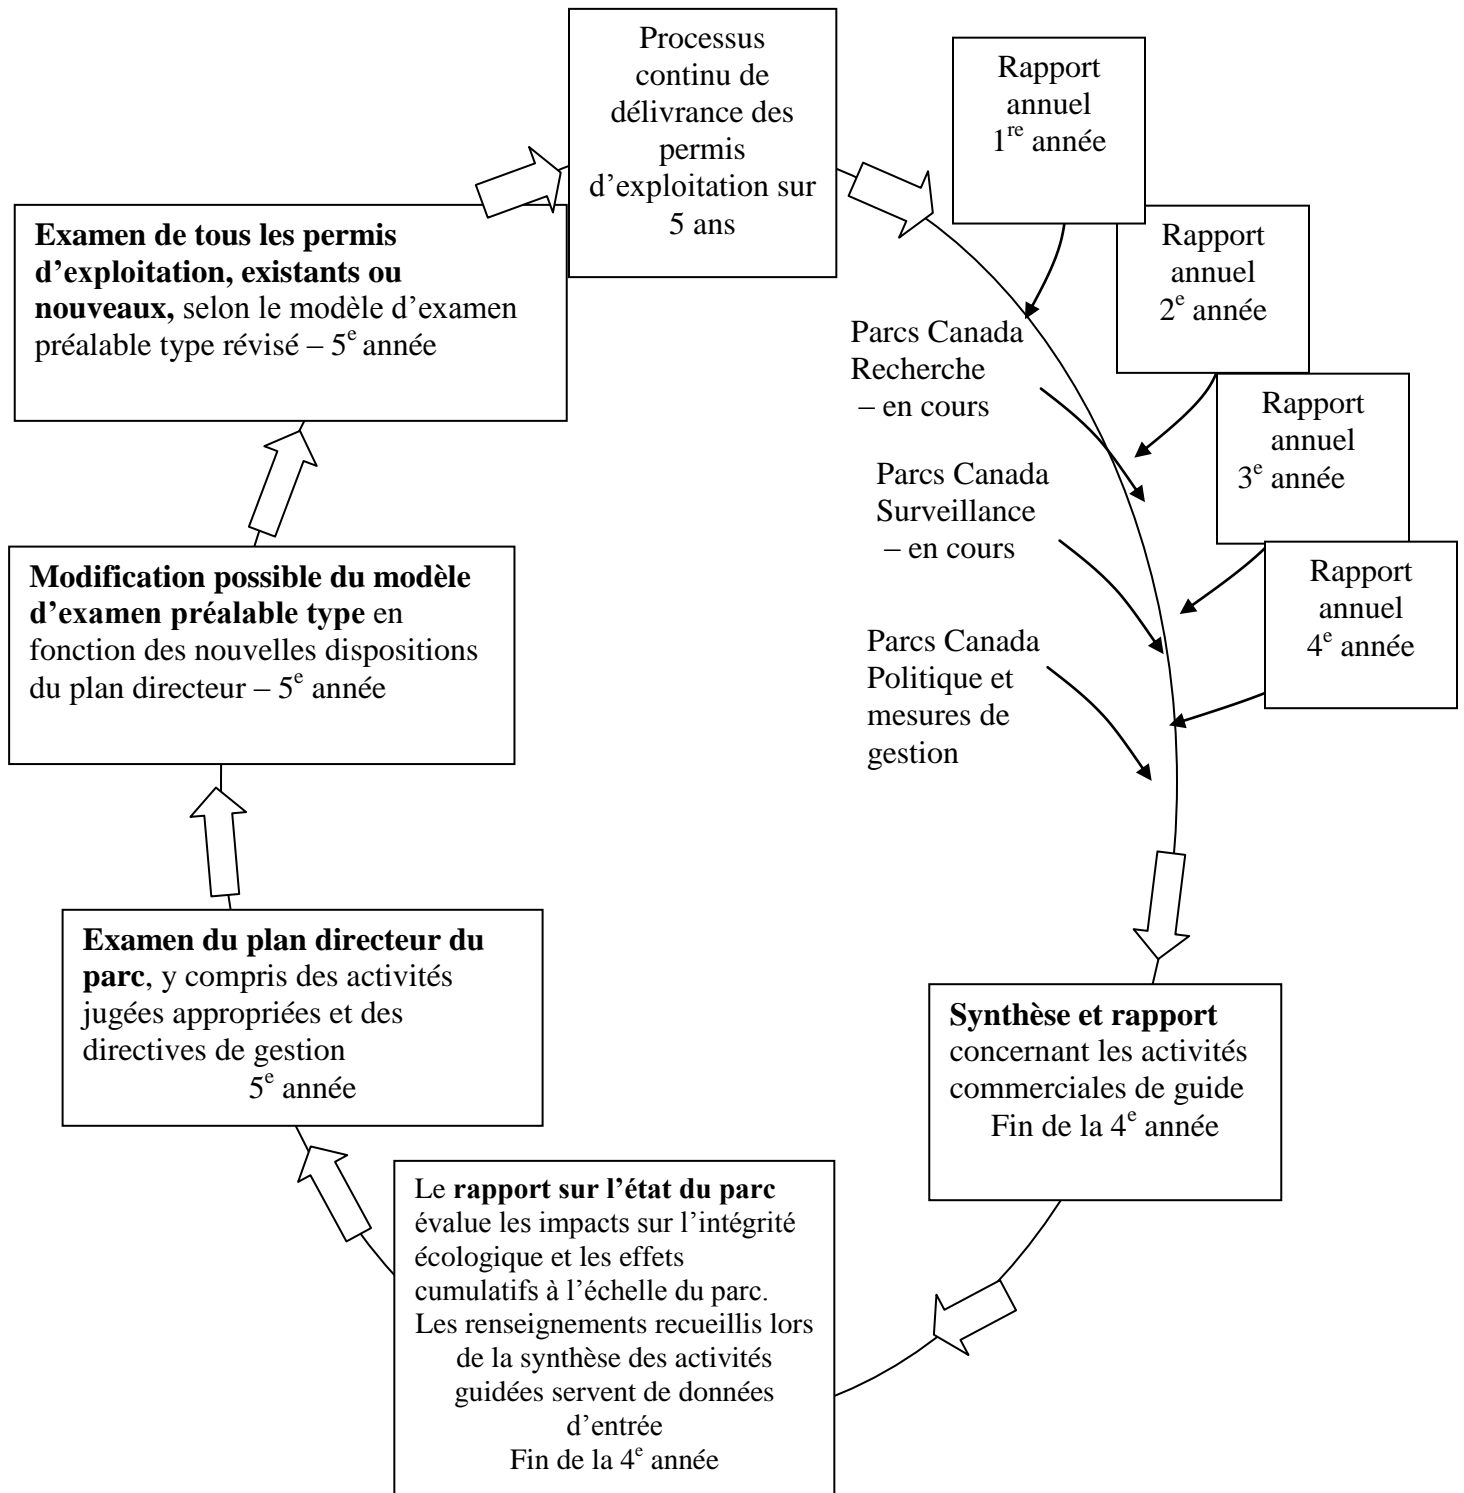 Processus
continu de
délivrance des
permis
d’exploitation sur
5 ans
Rapport
annuel
1re année
Rapport
annuel
2e année
Rapport
annuel
3e année
Rapport
annuel
4e année
Parcs Canada
Recherche
– en cours
Parcs Canada
Surveillance
– en cours
Parcs Canada
Politique et
mesures de
gestion
Synthèse et rapport
concernant les activités
commerciales de guide
Fin de la 4e année
Le rapport sur l’état du parc
évalue les impacts sur l’intégrité
écologique et les effets
cumulatifs à l’échelle du parc.
Les renseignements recueillis lors
de la synthèse des activités
guidées servent de données
d’entrée
Fin de la 4e année
Examen du plan directeur du
parc, y compris des activités
jugées appropriées et des
directives de gestion
5e année
Modification possible du modèle
d’examen préalable type en
fonction des nouvelles dispositions
du plan directeur – 5e année
Examen de tous les permis
d’exploitation, existants ou
nouveaux, selon le modèle d’examen
préalable type révisé – 5e année